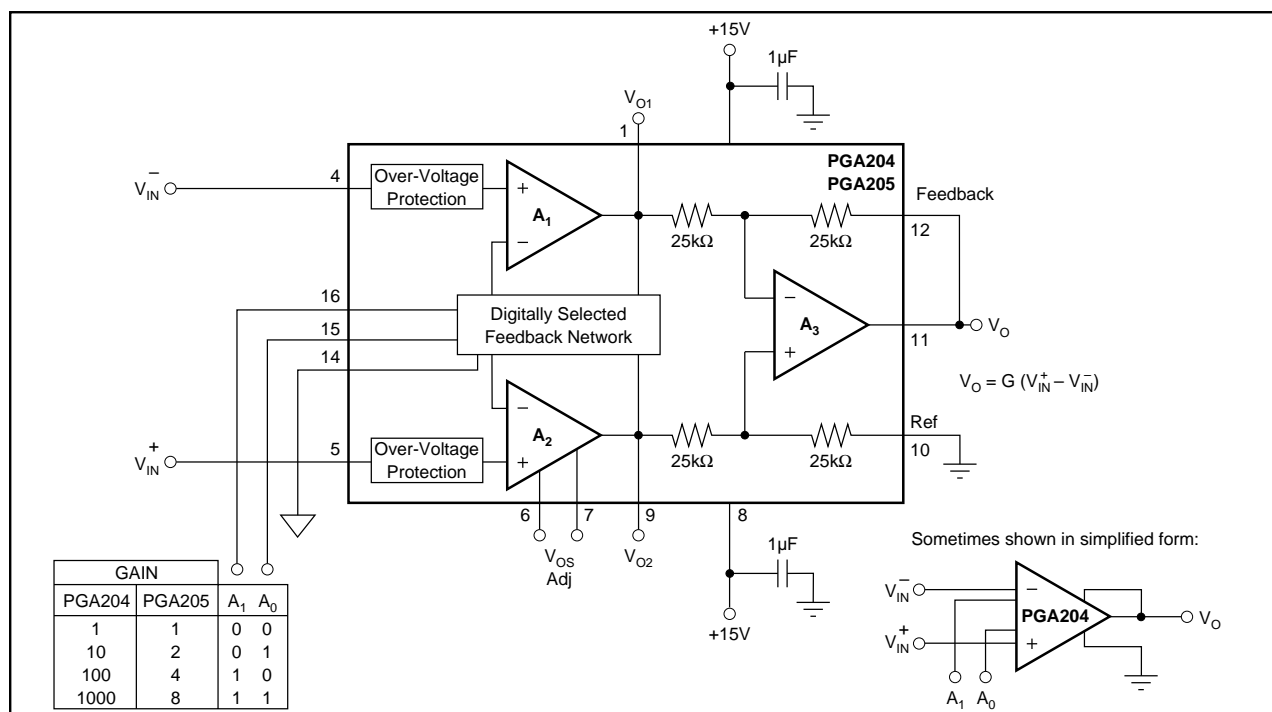 +15V
1µF
V_O1
1
PGA204
PGA205
4
V_IN^−
Over-Voltage
Protection
+
A_1
−
25kΩ
25kΩ
Feedback
12
16
15
14
Digitally Selected
Feedback Network
−
A_3
+
11
V_O
V_O = G (V_IN^+ − V_IN^−)
−
A_2
+
5
V_IN^+
Over-Voltage
Protection
25kΩ
25kΩ
Ref
10
6
7
9
8
V_OS
Adj
V_O2
1µF
+15V
GAIN
PGA204 PGA205 A_1 A_0
1 1 0 0
10 2 0 1
100 4 1 0
1000 8 1 1
Sometimes shown in simplified form:
V_IN^−
−
PGA204
V_O
V_IN^+
+
A_1 A_0